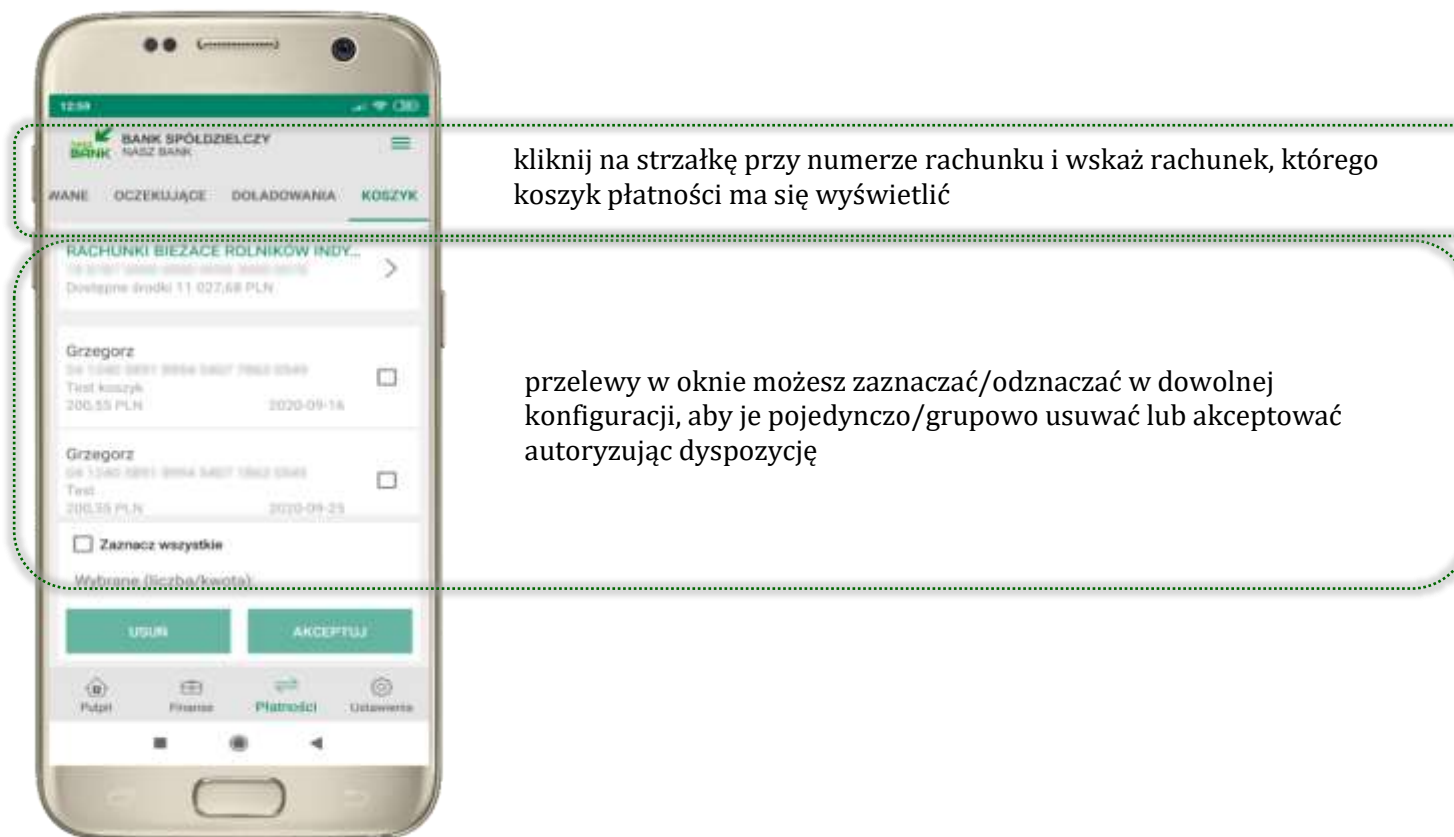 12:59
BANK SPÓŁDZIELCZY
NASZ BANK
WANE OCZEKUJĄCE DOŁADOWANIA KOSZYK
kliknij na strzałkę przy numerze rachunku i wskaż rachunek, którego
koszyk płatności ma się wyświetlić
RACHUNKI BIEŻĄCE ROLNIKÓW INDY...
Dostępne środki 11 027,68 PLN
Grzegorz
Test koszyk
200,55 PLN 2020-09-16
przelewy w oknie możesz zaznaczać/odznaczać w dowolnej
konfiguracji, aby je pojedynczo/grupowo usuwać lub akceptować
autoryzując dyspozycję
Grzegorz
Test
200,55 PLN 2020-09-25
Zaznacz wszystkie
Wybrane (liczba/kwota):
USUŃ AKCEPTUJ
Pulpit Finanse Płatności Ustawienia